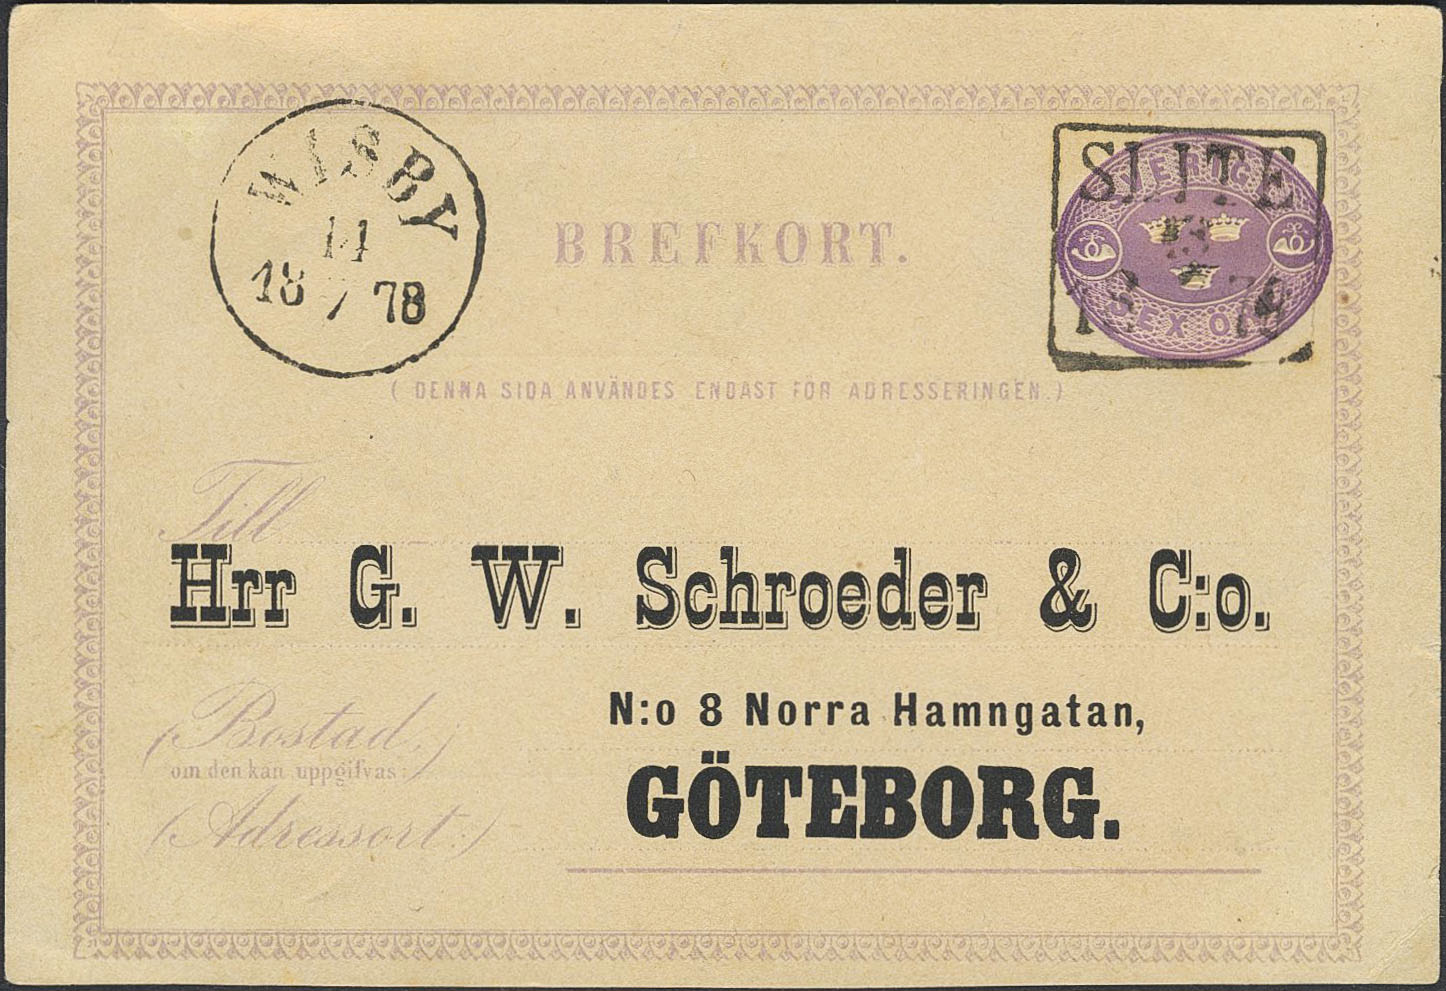 WISBY
14
18 7 78
BREFKORT.
SLITE
SVERIGE
SEX ÖRE
( DENNA SIDA ANVÄNDES ENDAST FÖR ADRESSERINGEN.)
Till
Hrr G. W. Schroeder & C:o.
(Bostad,)
om den kan uppgifvas:
N:o 8 Norra Hamngatan,
(Adressort:)
GÖTEBORG.